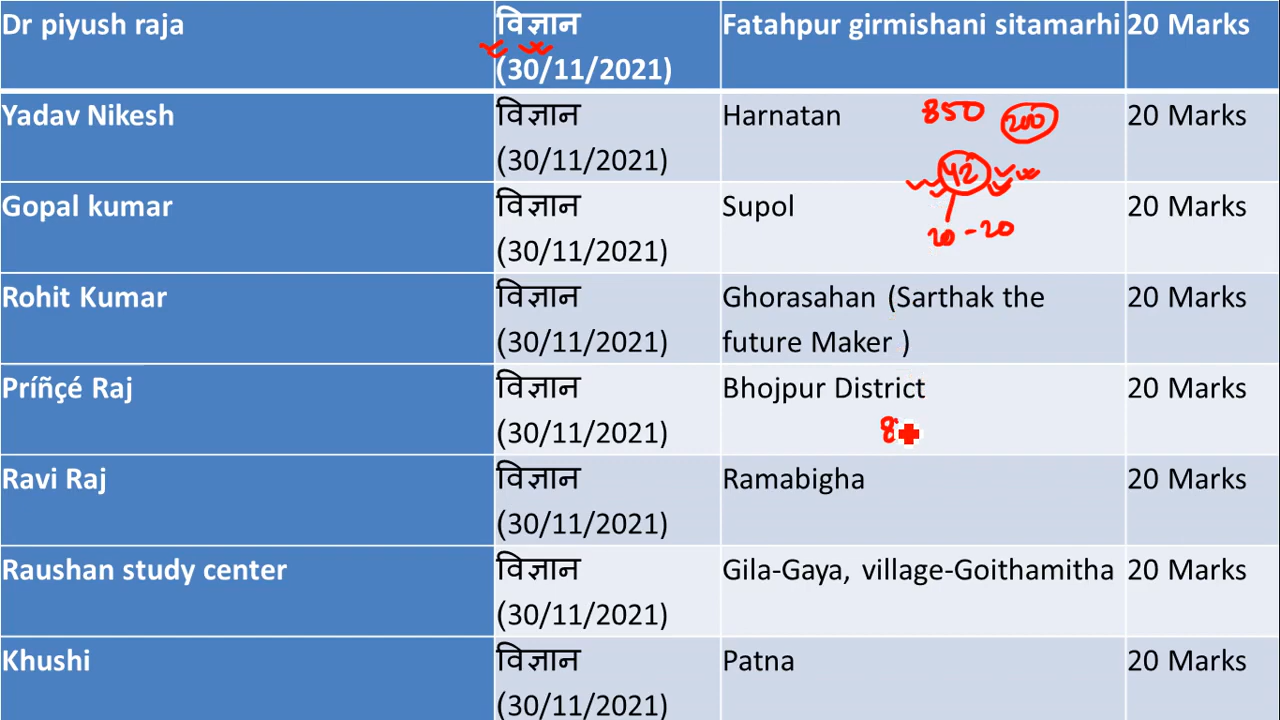 Dr piyush raja
विज्ञान
(30/11/2021)
Fatahpur girmishani sitamarhi
20 Marks
Yadav Nikesh
विज्ञान
(30/11/2021)
Harnatan
850
200
20 Marks
42
Gopal kumar
विज्ञान
(30/11/2021)
Supol
20 - 20
20 Marks
Rohit Kumar
विज्ञान
(30/11/2021)
Ghorasahan (Sarthak the
future Maker )
20 Marks
Príñçé Raj
विज्ञान
(30/11/2021)
Bhojpur District
8
20 Marks
Ravi Raj
विज्ञान
(30/11/2021)
Ramabigha
20 Marks
Raushan study center
विज्ञान
(30/11/2021)
Gila-Gaya, village-Goithamitha
20 Marks
Khushi
विज्ञान
(30/11/2021)
Patna
20 Marks